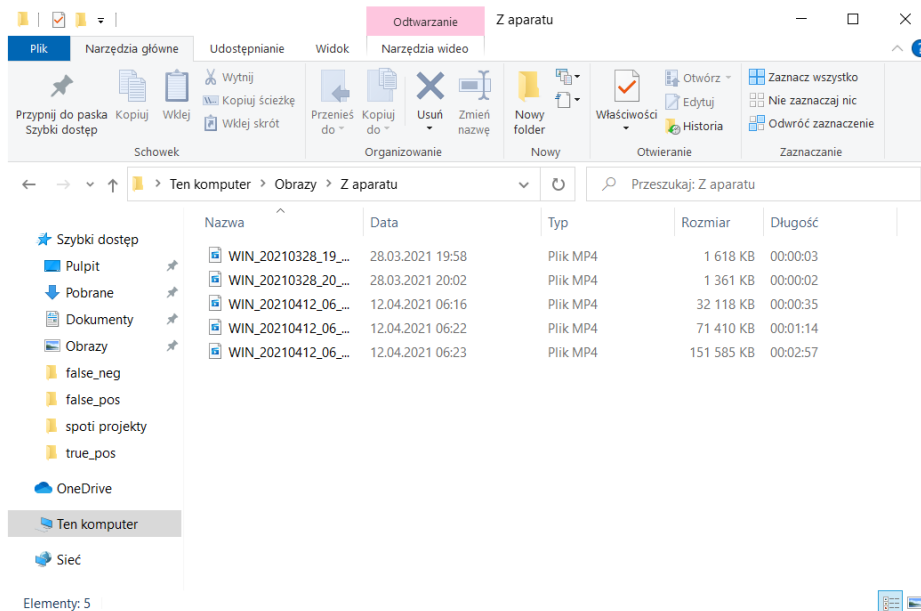 Odtwarzanie Z aparatu
Plik Narzędzia główne Udostępnianie Widok Narzędzia wideo
Przypnij do paska Szybki dostęp
Kopiuj
Wklej
Wytnij
Kopiuj ścieżkę
Wklej skrót
Schowek
Przenieś do
Kopiuj do
Usuń
Zmień nazwę
Organizowanie
Nowy folder
Nowy
Właściwości
Otwórz
Edytuj
Historia
Otwieranie
Zaznacz wszystko
Nie zaznaczaj nic
Odwróć zaznaczenie
Zaznaczanie
Ten komputer > Obrazy > Z aparatu
Przeszukaj: Z aparatu
Szybki dostęp
Pulpit
Pobrane
Dokumenty
Obrazy
false_neg
false_pos
spoti projekty
true_pos
OneDrive
Ten komputer
Sieć
Nazwa Data Typ Rozmiar Długość
WIN_20210328_19_... 28.03.2021 19:58 Plik MP4 1 618 KB 00:00:03
WIN_20210328_20_... 28.03.2021 20:02 Plik MP4 1 361 KB 00:00:02
WIN_20210412_06_... 12.04.2021 06:16 Plik MP4 32 118 KB 00:00:35
WIN_20210412_06_... 12.04.2021 06:22 Plik MP4 71 410 KB 00:01:14
WIN_20210412_06_... 12.04.2021 06:23 Plik MP4 151 585 KB 00:02:57
Elementy: 5